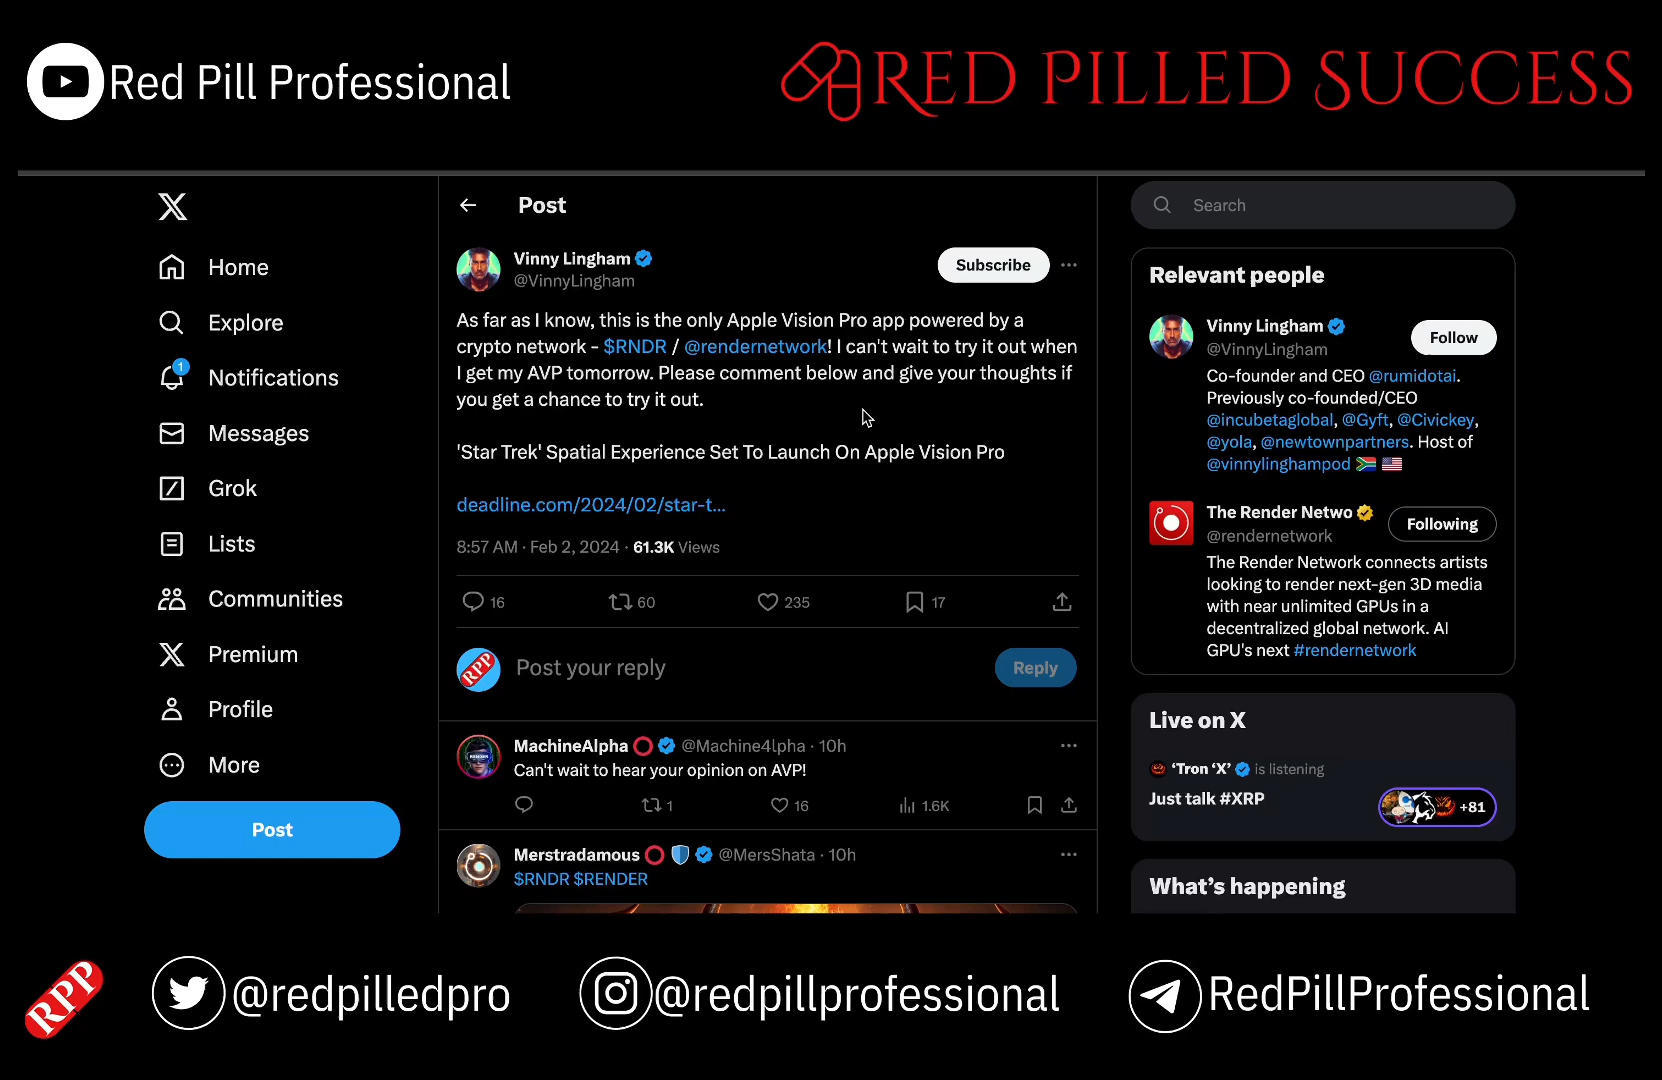 Red Pill Professional
RED PILLED SUCCESS
Post
Search
Home
Explore
1
Notifications
Messages
Grok
Lists
Communities
Premium
Profile
More
Post
Vinny Lingham
@VinnyLingham
Subscribe
As far as I know, this is the only Apple Vision Pro app powered by a
crypto network - $RNDR / @rendernetwork! I can't wait to try it out when
I get my AVP tomorrow. Please comment below and give your thoughts if
you get a chance to try it out.
'Star Trek' Spatial Experience Set To Launch On Apple Vision Pro
deadline.com/2024/02/star-t...
8:57 AM · Feb 2, 2024 · 61.3K Views
16 60 235 17
RPP Post your reply Reply
MachineAlpha @Machine4lpha · 10h
Can't wait to hear your opinion on AVP!
1 16 1.6K
Merstradamous @MersShata · 10h
$RNDR $RENDER
Relevant people
Vinny Lingham
@VinnyLingham
Follow
Co-founder and CEO @rumidotai.
Previously co-founded/CEO
@incubetaglobal, @Gyft, @Civickey,
@yola, @newtownpartners. Host of
@vinnylinghampod
The Render Netwo
@rendernetwork
Following
The Render Network connects artists
looking to render next-gen 3D media
with near unlimited GPUs in a
decentralized global network. AI
GPU's next #rendernetwork
Live on X
'Tron 'X' is listening
Just talk #XRP
+81
What's happening
RPP
@redpilledpro
@redpillprofessional
RedPillProfessional